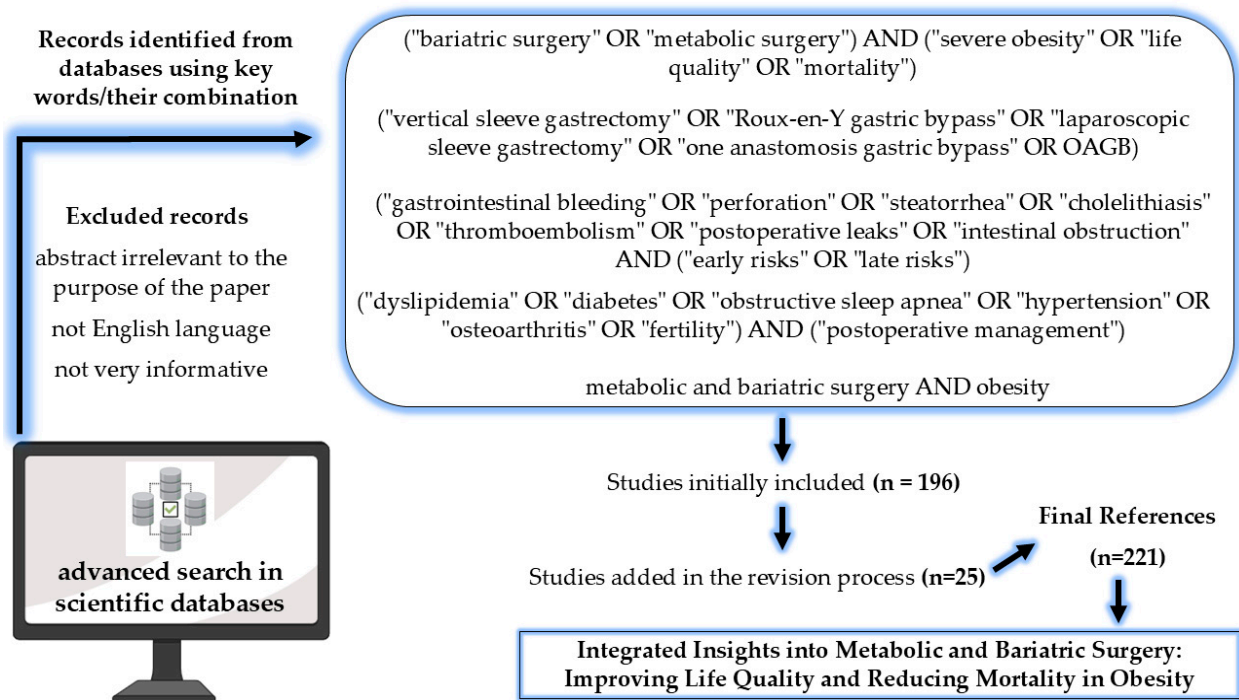 Records identified from
databases using key
words/their combination
Excluded records
abstract irrelevant to the
purpose of the paper
not English language
not very informative
advanced search in
scientific databases
("bariatric surgery" OR "metabolic surgery") AND ("severe obesity" OR "life
quality" OR "mortality")
("vertical sleeve gastrectomy" OR "Roux-en-Y gastric bypass" OR "laparoscopic
sleeve gastrectomy" OR "one anastomosis gastric bypass" OR OAGB)
("gastrointestinal bleeding" OR "perforation" OR "steatorrhea" OR "cholelithiasis"
OR "thromboembolism" OR "postoperative leaks" OR "intestinal obstruction"
AND ("early risks" OR "late risks")
("dyslipidemia" OR "diabetes" OR "obstructive sleep apnea" OR "hypertension" OR
"osteoarthritis" OR "fertility") AND ("postoperative management")
metabolic and bariatric surgery AND obesity
Studies initially included (n = 196)
Studies added in the revision process (n=25)
Final References
(n=221)
Integrated Insights into Metabolic and Bariatric Surgery:
Improving Life Quality and Reducing Mortality in Obesity